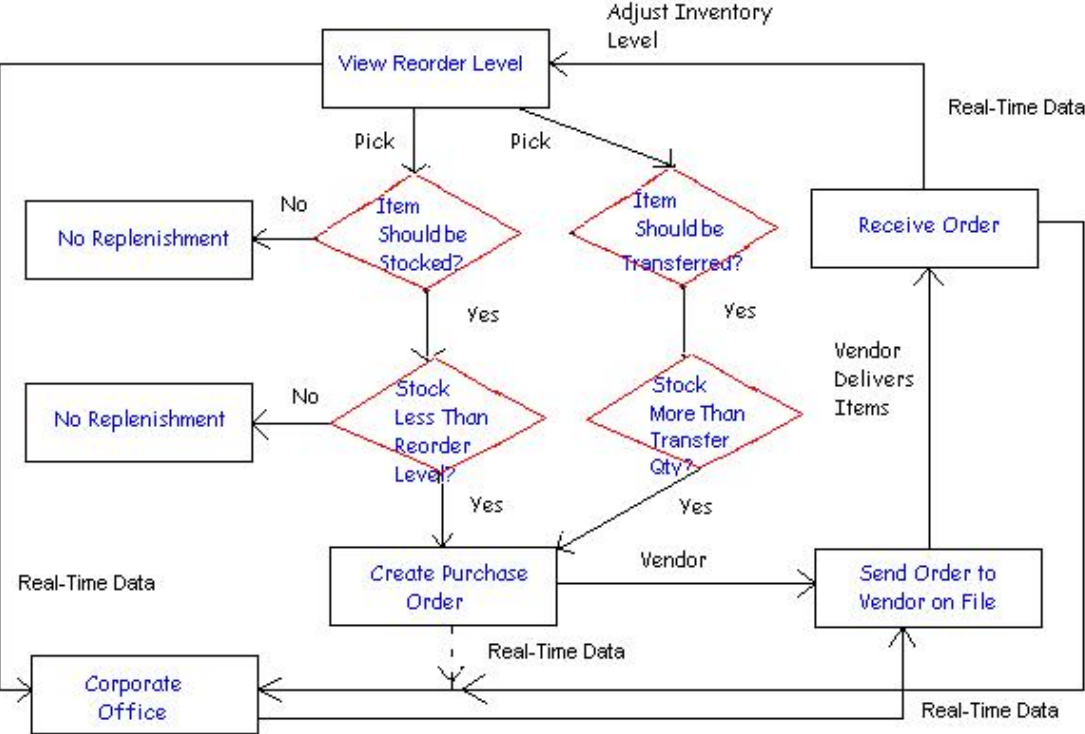 Adjust Inventory
Level
View Reorder Level
Real-Time Data
Pick
Pick
No
Item
Should be
Stocked?
Item
Should be
Transferred?
No Replenishment
Receive Order
Yes
Yes
Vendor
Delivers
Items
No
Stock
Less Than
Reorder
Level?
Stock
More Than
Transfer
Qty?
No Replenishment
Yes
Yes
Vendor
Create Purchase
Order
Send Order to
Vendor on File
Real-Time Data
Real-Time Data
Corporate
Office
Real-Time Data